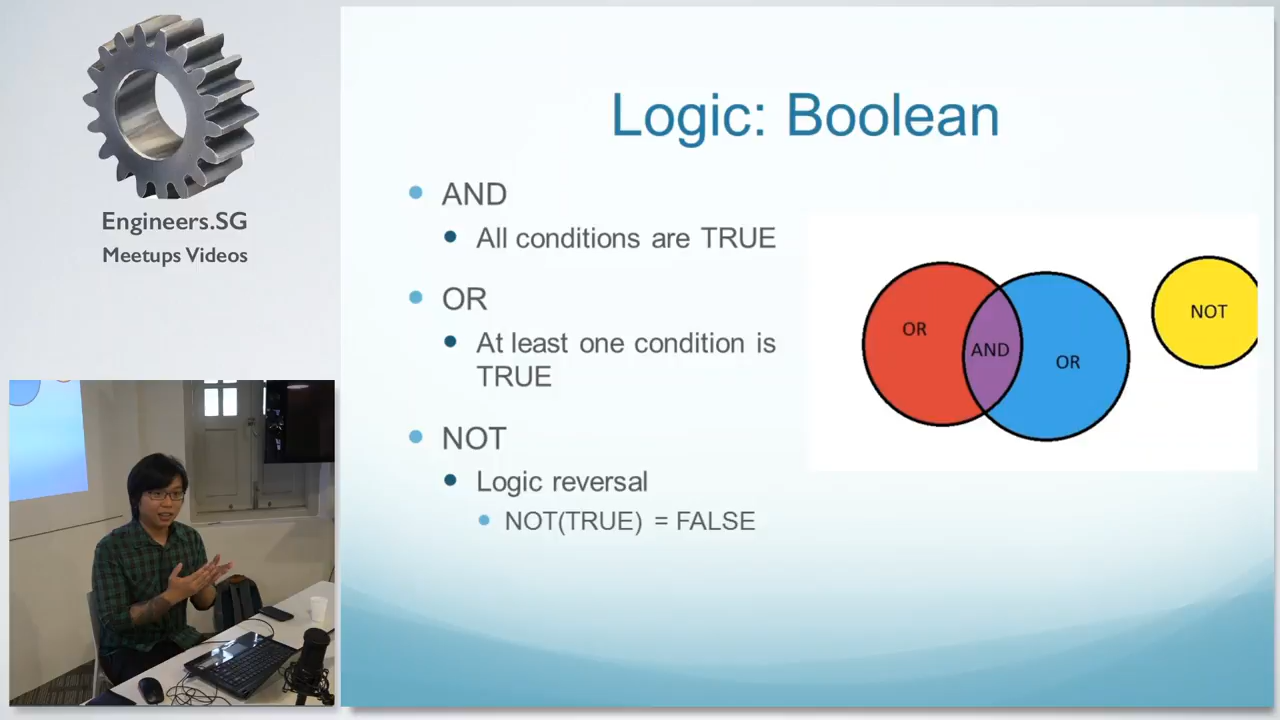 Engineers.SG
Meetups Videos
Logic: Boolean
AND
All conditions are TRUE
OR
At least one condition is
TRUE
NOT
Logic reversal
NOT(TRUE) = FALSE
OR
AND
OR
NOT